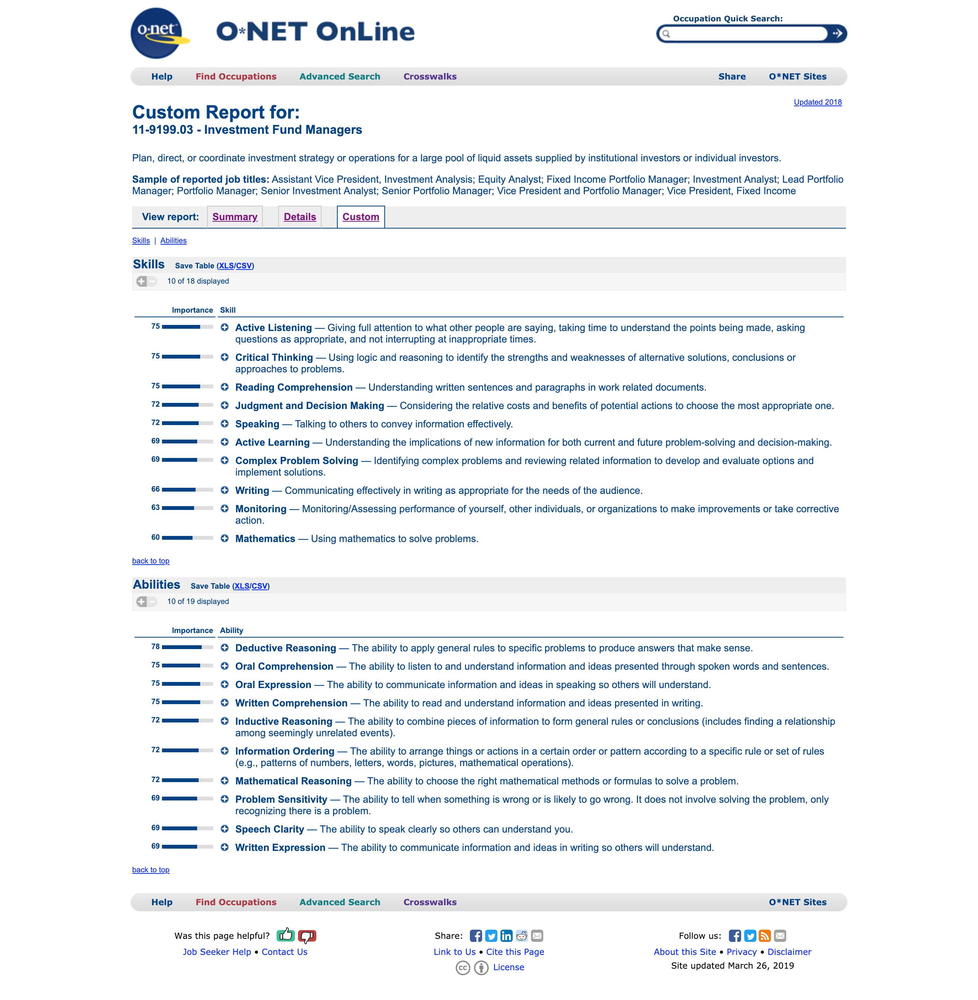 o·net
O*NET OnLine
Occupation Quick Search:
Help Find Occupations Advanced Search Crosswalks Share O*NET Sites
Updated 2018
Custom Report for:
11-9199.03 - Investment Fund Managers
Plan, direct, or coordinate investment strategy or operations for a large pool of liquid assets supplied by institutional investors or individual investors.
Sample of reported job titles: Assistant Vice President, Investment Analysis; Equity Analyst; Fixed Income Portfolio Manager; Investment Analyst; Lead Portfolio
Manager; Portfolio Manager; Senior Investment Analyst; Senior Portfolio Manager; Vice President and Portfolio Manager; Vice President, Fixed Income
View report: Summary Details Custom
Skills | Abilities
Skills Save Table (XLS/CSV)
10 of 18 displayed
Importance Skill
75 Active Listening — Giving full attention to what other people are saying, taking time to understand the points being made, asking
questions as appropriate, and not interrupting at inappropriate times.
75 Critical Thinking — Using logic and reasoning to identify the strengths and weaknesses of alternative solutions, conclusions or
approaches to problems.
75 Reading Comprehension — Understanding written sentences and paragraphs in work related documents.
72 Judgment and Decision Making — Considering the relative costs and benefits of potential actions to choose the most appropriate one.
72 Speaking — Talking to others to convey information effectively.
69 Active Learning — Understanding the implications of new information for both current and future problem-solving and decision-making.
69 Complex Problem Solving — Identifying complex problems and reviewing related information to develop and evaluate options and
implement solutions.
66 Writing — Communicating effectively in writing as appropriate for the needs of the audience.
63 Monitoring — Monitoring/Assessing performance of yourself, other individuals, or organizations to make improvements or take corrective
action.
60 Mathematics — Using mathematics to solve problems.
back to top
Abilities Save Table (XLS/CSV)
10 of 19 displayed
Importance Ability
78 Deductive Reasoning — The ability to apply general rules to specific problems to produce answers that make sense.
75 Oral Comprehension — The ability to listen to and understand information and ideas presented through spoken words and sentences.
75 Oral Expression — The ability to communicate information and ideas in speaking so others will understand.
75 Written Comprehension — The ability to read and understand information and ideas presented in writing.
72 Inductive Reasoning — The ability to combine pieces of information to form general rules or conclusions (includes finding a relationship
among seemingly unrelated events).
72 Information Ordering — The ability to arrange things or actions in a certain order or pattern according to a specific rule or set of rules
(e.g., patterns of numbers, letters, words, pictures, mathematical operations).
72 Mathematical Reasoning — The ability to choose the right mathematical methods or formulas to solve a problem.
69 Problem Sensitivity — The ability to tell when something is wrong or is likely to go wrong. It does not involve solving the problem, only
recognizing there is a problem.
69 Speech Clarity — The ability to speak clearly so others can understand you.
69 Written Expression — The ability to communicate information and ideas in writing so others will understand.
back to top
Help Find Occupations Advanced Search Crosswalks O*NET Sites
Was this page helpful? Share: Follow us:
Job Seeker Help • Contact Us Link to Us • Cite this Page About this Site • Privacy • Disclaimer
cc License Site updated March 26, 2019